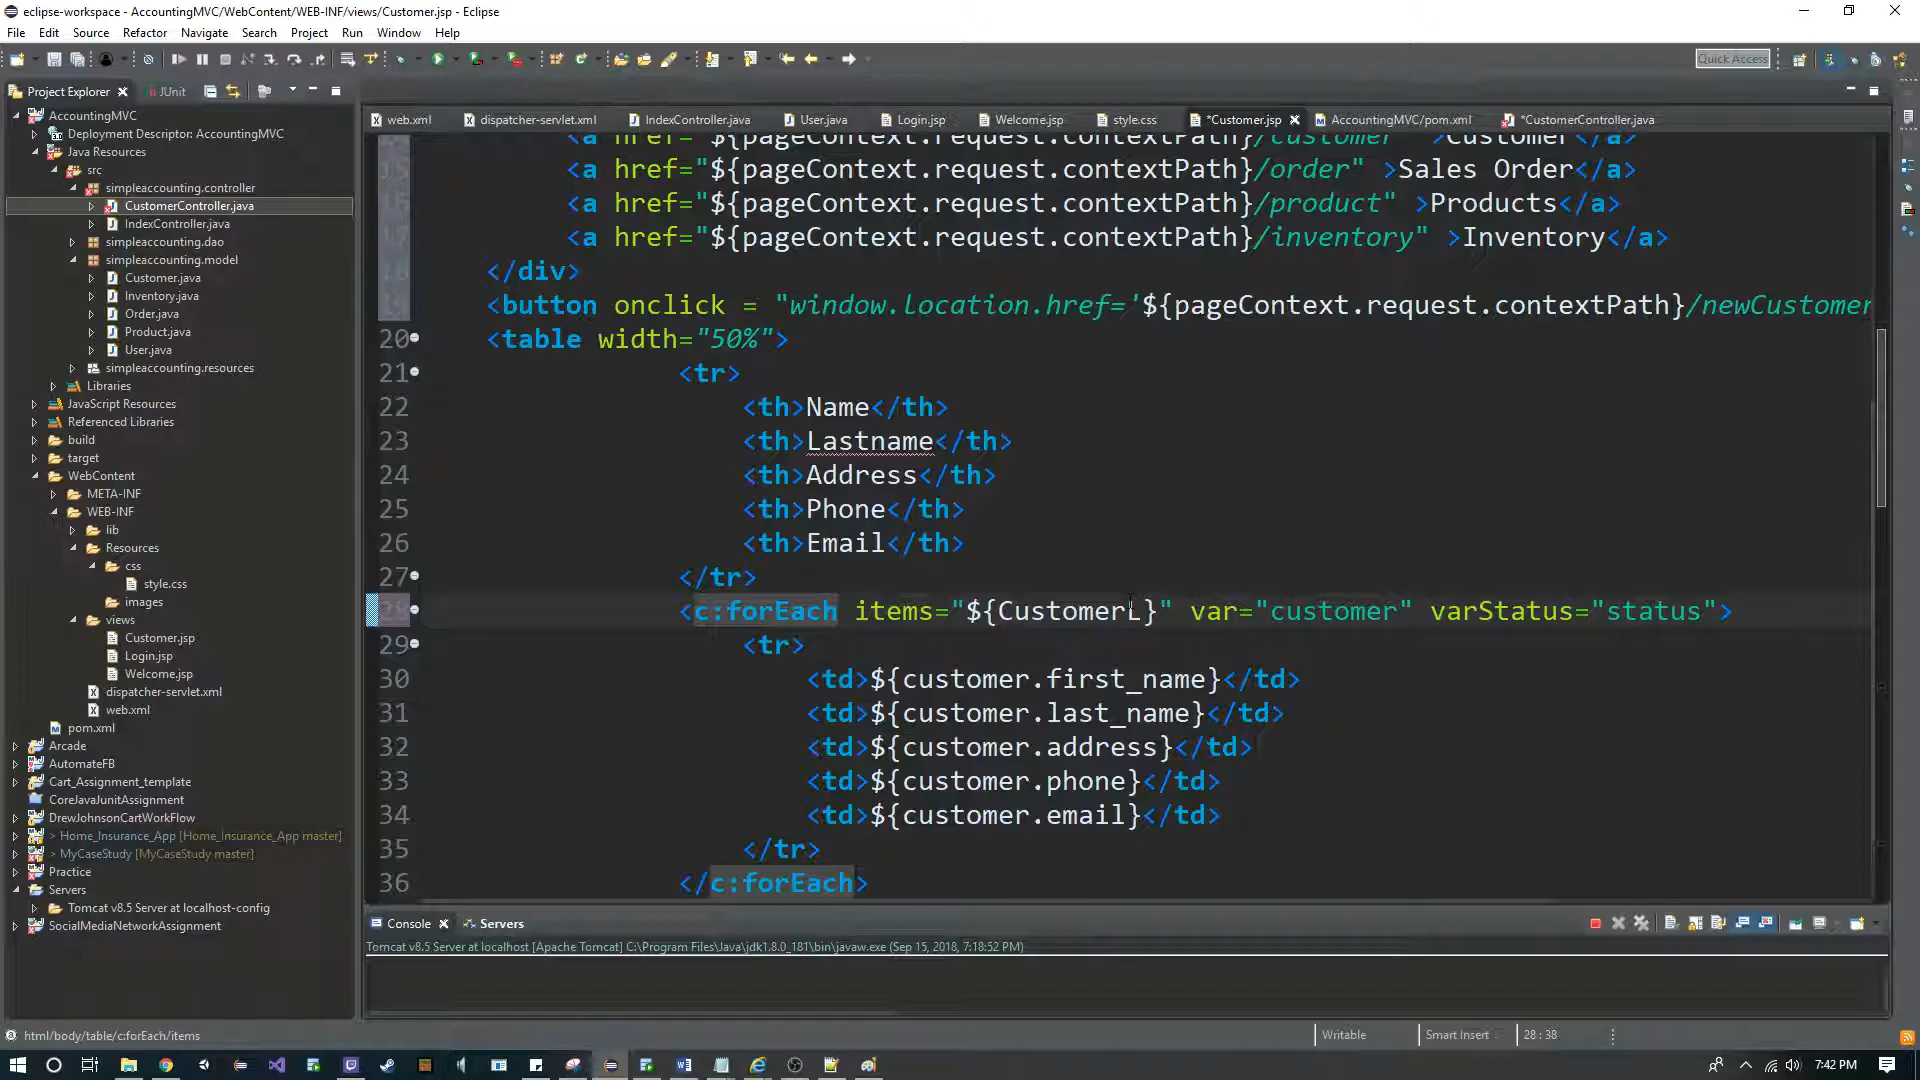 eclipse-workspace - AccountingMVC/WebContent/WEB-INF/views/Customer.jsp - Eclipse
File Edit Source Refactor Navigate Search Project Run Window Help
Quick Access
Project Explorer JUnit
web.xml dispatcher-servlet.xml IndexController.java User.java Login.jsp Welcome.jsp style.css *Customer.jsp AccountingMVC/pom.xml *CustomerController.java
AccountingMVC
Deployment Descriptor: AccountingMVC
Java Resources
src
simpleaccounting.controller
CustomerController.java
IndexController.java
simpleaccounting.dao
simpleaccounting.model
Customer.java
Inventory.java
Order.java
Product.java
User.java
simpleaccounting.resources
Libraries
JavaScript Resources
Referenced Libraries
build
target
WebContent
META-INF
WEB-INF
lib
Resources
css
style.css
images
views
Customer.jsp
Login.jsp
Welcome.jsp
dispatcher-servlet.xml
web.xml
pom.xml
Arcade
AutomateFB
Cart_Assignment_template
CoreJavaJunitAssignment
DrewJohnsonCartWorkFlow
> Home_Insurance_App [Home_Insurance_App master]
> MyCaseStudy [MyCaseStudy master]
Practice
Servers
Tomcat v8.5 Server at localhost-config
SocialMediaNetworkAssignment
<a href="${pageContext.request.contextPath}/customer" >Customer</a>
15 <a href="${pageContext.request.contextPath}/order" >Sales Order</a>
16 <a href="${pageContext.request.contextPath}/product" >Products</a>
17 <a href="${pageContext.request.contextPath}/inventory" >Inventory</a>
18 </div>
19 <button onclick = "window.location.href='${pageContext.request.contextPath}/newCustomer
20 <table width="50%">
21 <tr>
22 <th>Name</th>
23 <th>Lastname</th>
24 <th>Address</th>
25 <th>Phone</th>
26 <th>Email</th>
27 </tr>
28 <c:forEach items="${CustomerL}" var="customer" varStatus="status">
29 <tr>
30 <td>${customer.first_name}</td>
31 <td>${customer.last_name}</td>
32 <td>${customer.address}</td>
33 <td>${customer.phone}</td>
34 <td>${customer.email}</td>
35 </tr>
36 </c:forEach>
Console Servers
Tomcat v8.5 Server at localhost [Apache Tomcat] C:\Program Files\Java\jdk1.8.0_181\bin\javaw.exe (Sep 15, 2018, 7:18:52 PM)
html/body/table/c:forEach/items Writable Smart Insert 28 : 38
7:42 PM